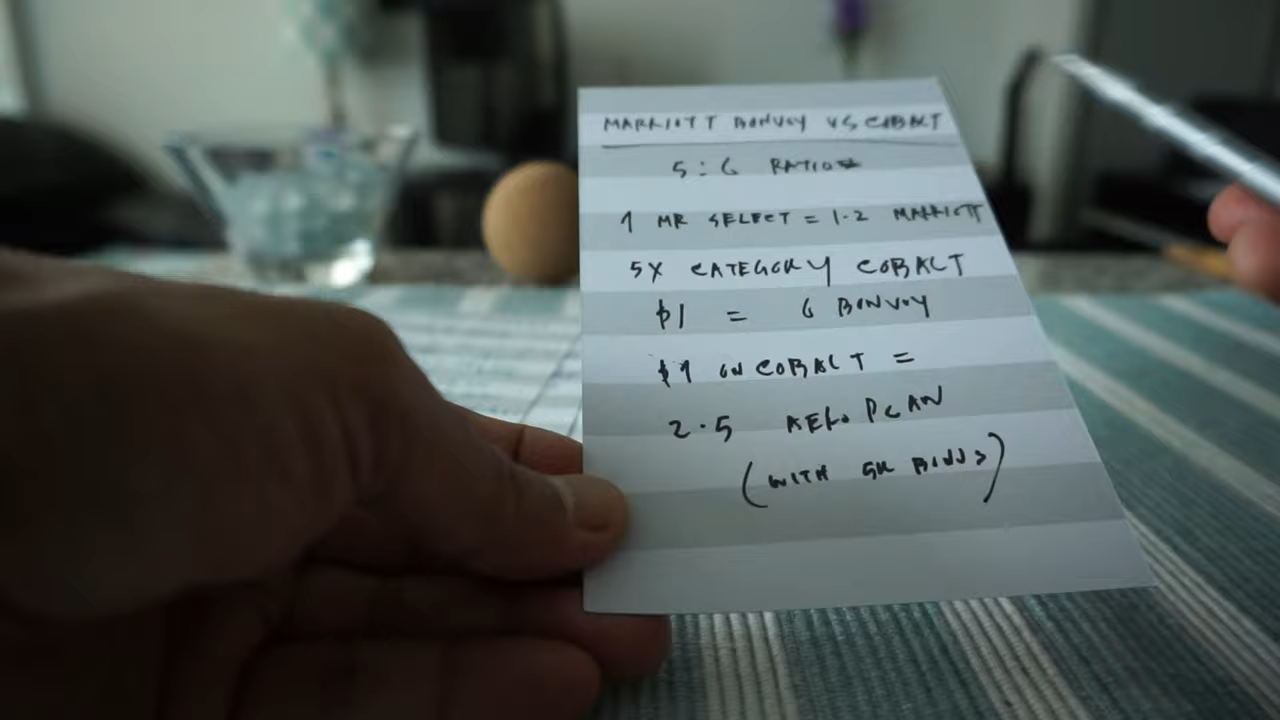 MARRIOTT BONVOY VS COBALT
5:6 RATIO
1 MR SELECT = 1.2 MARRIOTT
5X CATEGORY COBALT
$1 = 6 BONVOY
$1 ON COBALT =
2.5 AEROPLAN
(WITH 5K